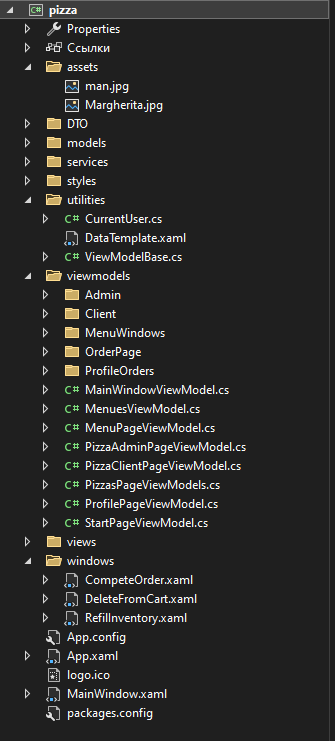 pizza
Properties
Ссылки
assets
man.jpg
Margherita.jpg
DTO
models
services
styles
utilities
CurrentUser.cs
DataTemplate.xaml
ViewModelBase.cs
viewmodels
Admin
Client
MenuWindows
OrderPage
ProfileOrders
MainWindowViewModel.cs
MenuesViewModel.cs
MenuPageViewModel.cs
PizzaAdminPageViewModel.cs
PizzaClientPageViewModel.cs
PizzasPageViewModels.cs
ProfilePageViewModel.cs
StartPageViewModel.cs
views
windows
CompeteOrder.xaml
DeleteFromCart.xaml
RefilInventory.xaml
App.config
App.xaml
logo.ico
MainWindow.xaml
packages.config